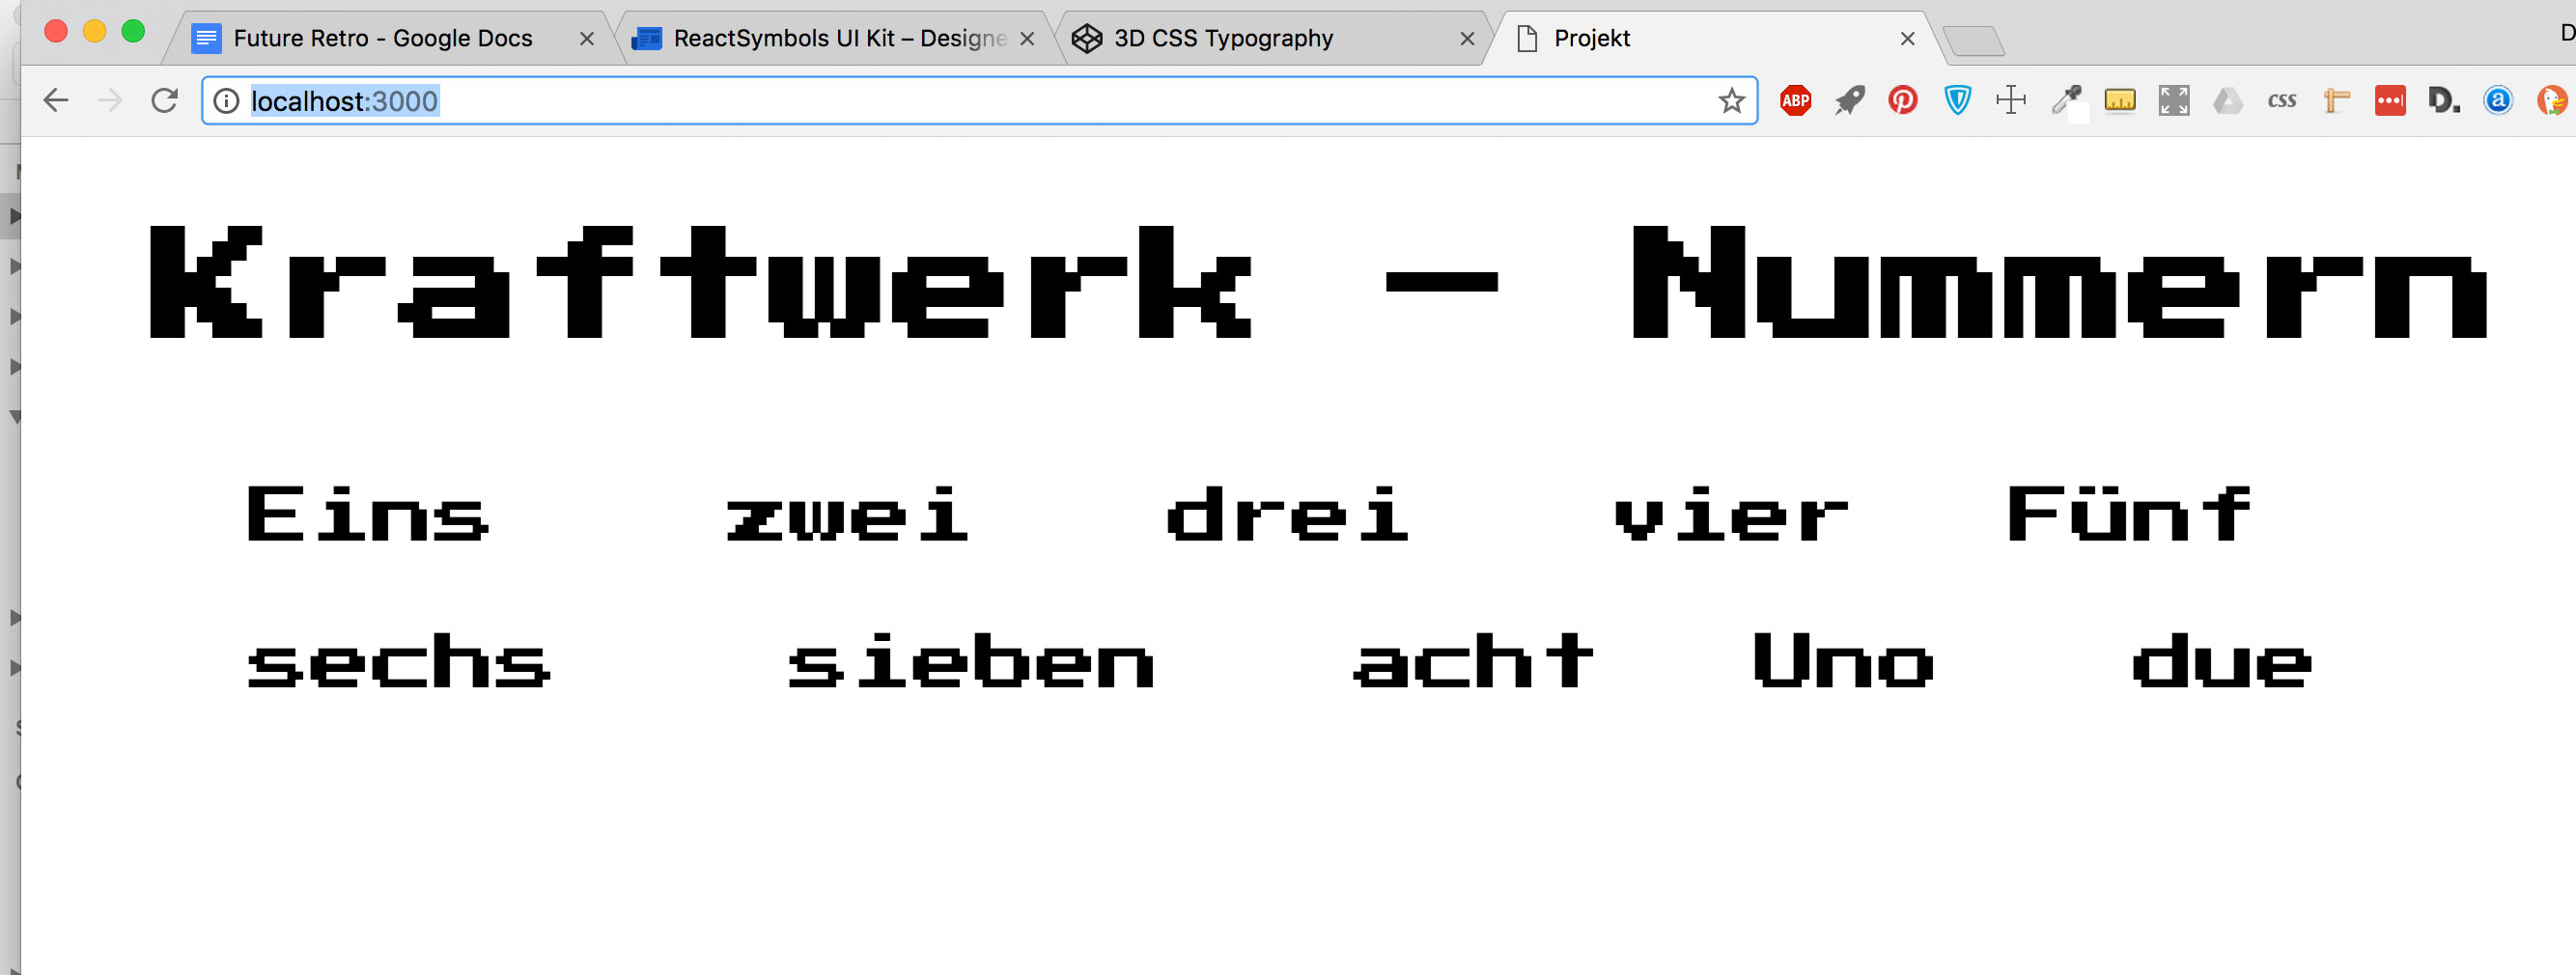 Future Retro - Google Docs ReactSymbols UI Kit – Designe 3D CSS Typography Projekt D
localhost:3000 ABP css D. a
Kraftwerk – Nummern
Eins zwei drei vier Fünf
sechs sieben acht Uno due